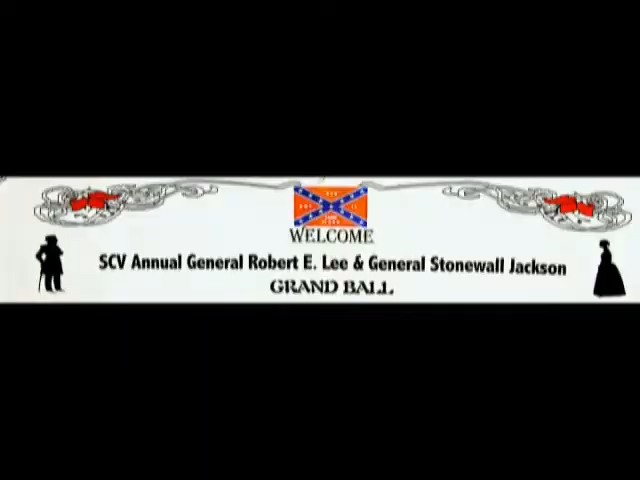 WELCOME
SCV Annual General Robert E. Lee & General Stonewall Jackson
GRAND BALL